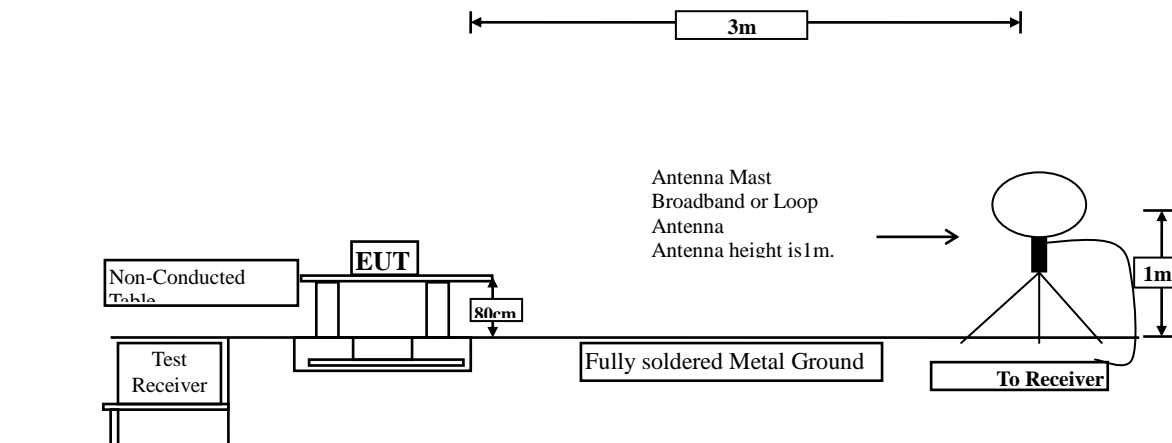 3m
Antenna Mast
Broadband or Loop
Antenna
Antenna height is1m.
EUT
Non-Conducted
Table
80cm
1m
Test
Receiver
Fully soldered Metal Ground
To Receiver